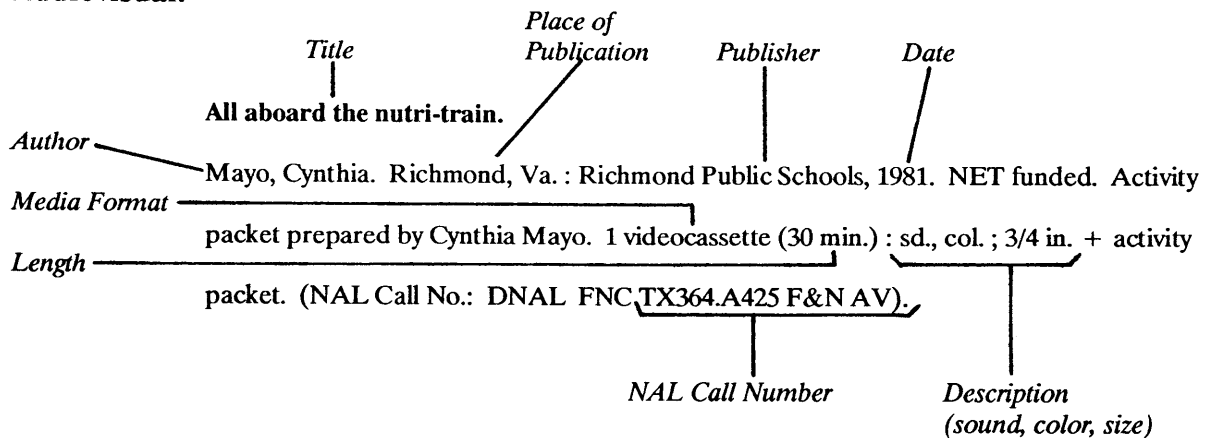 Place of
Title Publication Publisher Date
All aboard the nutri-train.
Author
Mayo, Cynthia. Richmond, Va. : Richmond Public Schools, 1981. NET funded. Activity
Media Format
packet prepared by Cynthia Mayo. 1 videocassette (30 min.) : sd., col. ; 3/4 in. + activity
Length
packet. (NAL Call No.: DNAL FNC TX364.A425 F&N AV).
NAL Call Number Description
(sound, color, size)